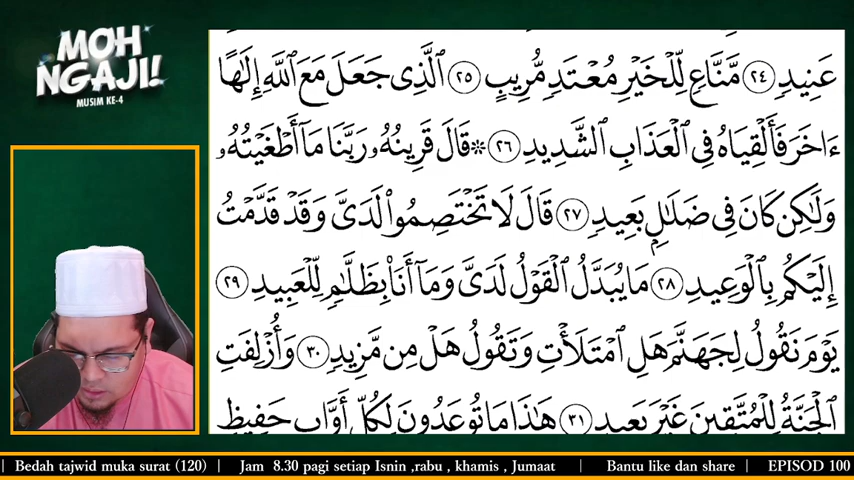 MOH
NGAJI!
MUSIM KE-4
عَنِيدٍ ٢٤ مَّنَّاعٍ لِّلْخَيْرِ مُعْتَدٍ مُّرِيبٍ ٢٥ ٱلَّذِى جَعَلَ مَعَ ٱللَّهِ إِلَٰهًا
ءَاخَرَ فَأَلْقِيَاهُ فِى ٱلْعَذَابِ ٱلشَّدِيدِ ٢٦ ۞ قَالَ قَرِينُهُۥ رَبَّنَا مَآ أَطْغَيْتُهُۥ
وَلَٰكِن كَانَ فِى ضَلَٰلٍۭ بَعِيدٍ ٢٧ قَالَ لَا تَخْتَصِمُوا۟ لَدَىَّ وَقَدْ قَدَّمْتُ
إِلَيْكُم بِٱلْوَعِيدِ ٢٨ مَا يُبَدَّلُ ٱلْقَوْلُ لَدَىَّ وَمَآ أَنَا۠ بِظَلَّٰمٍ لِّلْعَبِيدِ ٢٩
يَوْمَ نَقُولُ لِجَهَنَّمَ هَلِ ٱمْتَلَأْتِ وَتَقُولُ هَلْ مِن مَّزِيدٍ ٣٠ وَأُزْلِفَتِ
ٱلْجَنَّةُ لِلْمُتَّقِينَ غَيْرَ بَعِيدٍ ٣١ هَٰذَا مَا تُوعَدُونَ لِكُلِّ أَوَّابٍ حَفِيظٍ
| Bedah tajwid muka surat (120) | Jam 8.30 pagi setiap Isnin ,rabu , khamis , Jumaat | Bantu like dan share | EPISOD 100